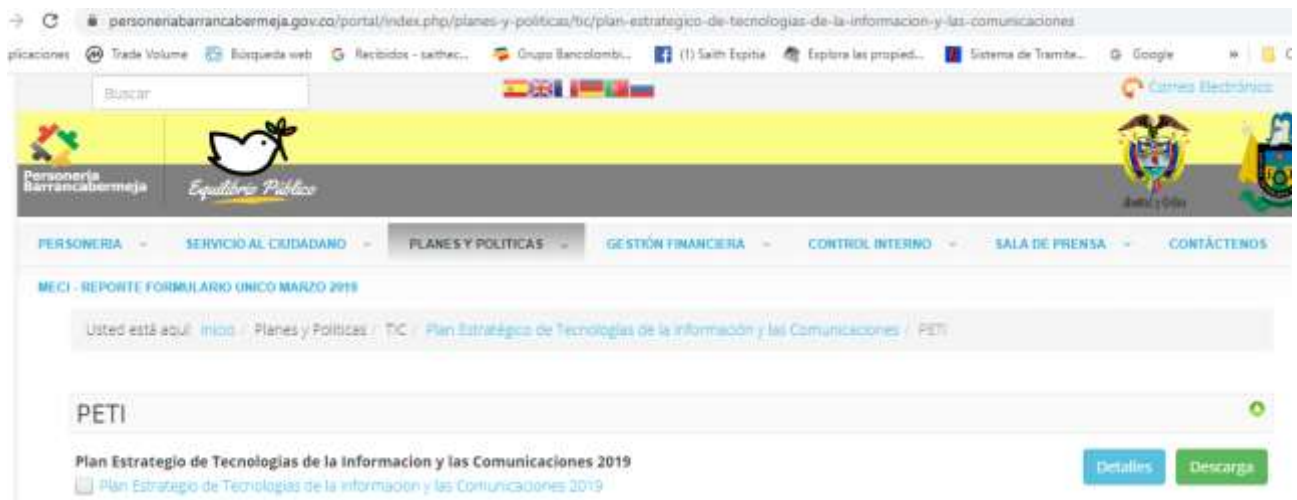 personeriabarrancabermeja.gov.co/portal/index.php/planes-y-politicas/tic/plan-estrategico-de-tecnologias-de-la-informacion-y-las-comunicaciones
plicaciones Trade Volume Búsqueda web Recibidos - saithec... Grupo Bancolombi... (1) Saith Espitia Explora las propied... Sistema de Tramite... G Google »
Buscar Correo Electrónico
Personería
Barrancabermeja
Equilibrio Público
PERSONERIA SERVICIO AL CIUDADANO PLANES Y POLITICAS GESTIÓN FINANCIERA CONTROL INTERNO SALA DE PRENSA CONTÁCTENOS
MECI - REPORTE FORMULARIO UNICO MARZO 2019
Usted está aquí: Inicio / Planes y Politicas / TIC / Plan Estratégico de Tecnologías de la Información y las Comunicaciones / PETI
PETI
Plan Estrategio de Tecnologias de la Informacion y las Comunicaciones 2019 Detalles Descarga
Plan Estrategio de Tecnologias de la Informacion y las Comunicaciones 2019